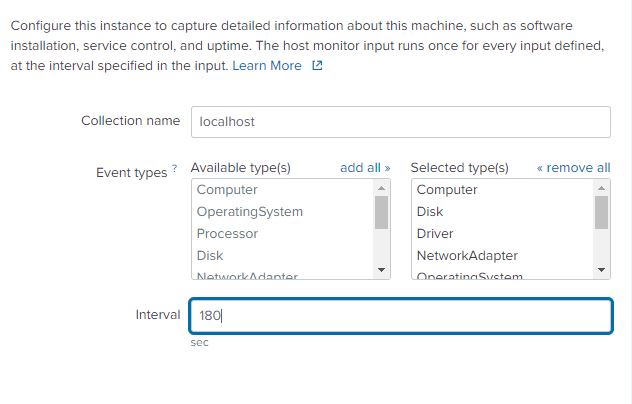 Configure this instance to capture detailed information about this machine, such as software
installation, service control, and uptime. The host monitor input runs once for every input defined,
at the interval specified in the input. Learn More
Collection name localhost
Event types ? Available type(s) add all » Selected type(s) « remove all
Computer Computer
OperatingSystem Disk
Processor Driver
Disk NetworkAdapter
NetworkAdapter OperatingSystem
Interval 180
sec